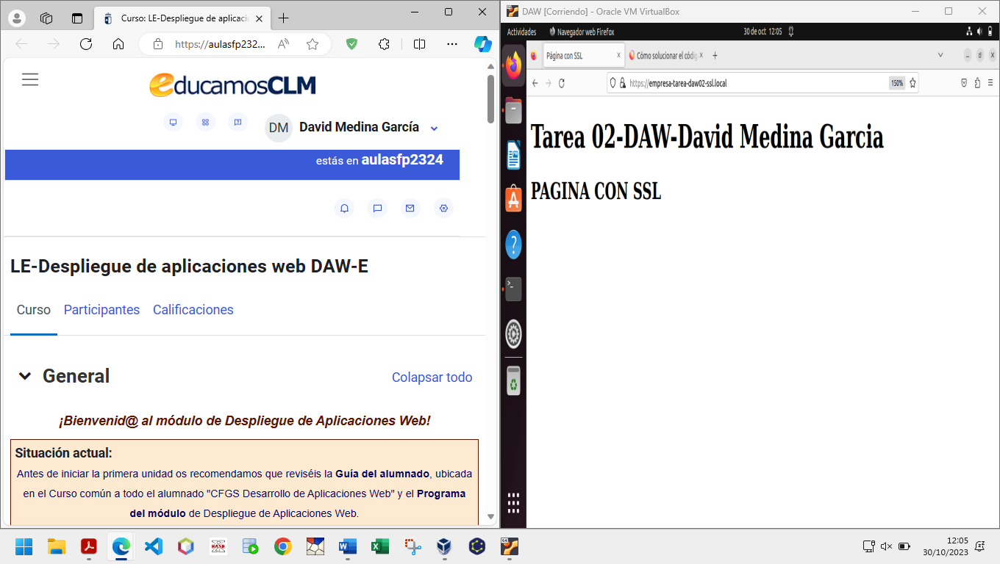 Curso: LE-Despliegue de aplicacio
https://aulasfp232...
educamosCLM
DM David Medina García
estás en aulasfp2324
LE-Despliegue de aplicaciones web DAW-E
Curso Participantes Calificaciones
General
Colapsar todo
¡Bienvenid@ al módulo de Despliegue de Aplicaciones Web!
Situación actual:
Antes de iniciar la primera unidad os recomendamos que reviséis la Guía del alumnado, ubicada
en el Curso común a todo el alumnado "CFGS Desarrollo de Aplicaciones Web" y el Programa
del módulo de Despliegue de Aplicaciones Web.
DAW [Corriendo] - Oracle VM VirtualBox
Actividades Navegador web Firefox 30 de oct 12:05
Página con SSL
Cómo solucionar el códig
https://empresa-tarea-daw02-ssl.local
150%
Tarea 02-DAW-David Medina Garcia
PAGINA CON SSL
12:05
30/10/2023